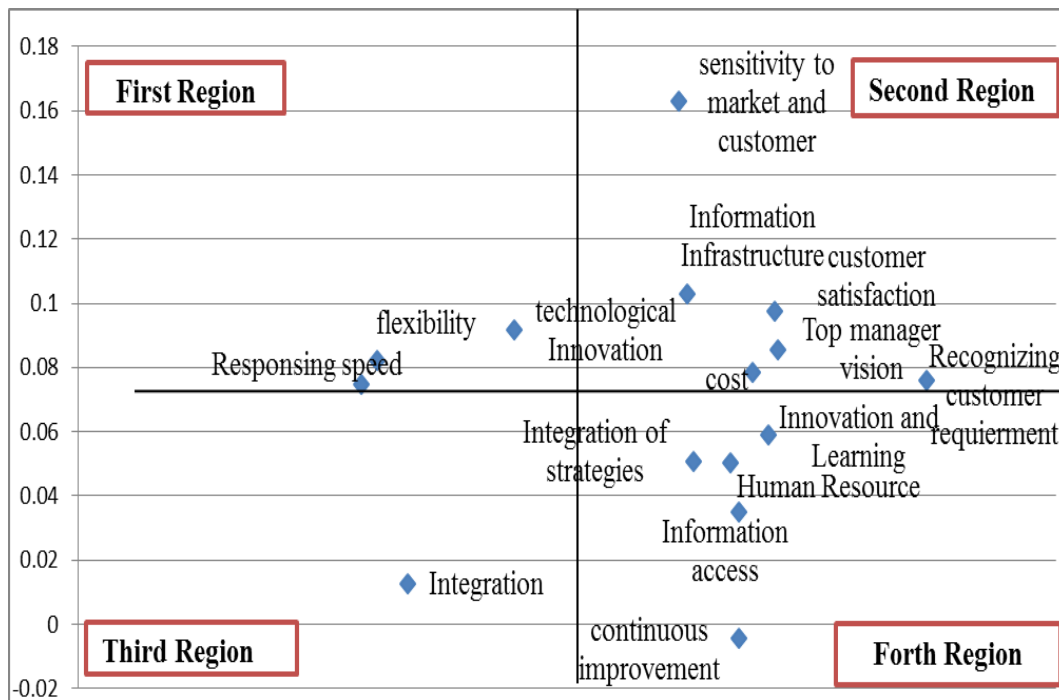 0.18
0.16
0.14
0.12
0.1
0.08
0.06
0.04
0.02
0
-0.02
First Region
Second Region
sensitivity to
market and
customer
Information
Infrastructure
customer
satisfaction
technological
Innovation
flexibility
Responsing speed
Top manager
vision
cost
Recognizing
customer
requierment
Integration of
strategies
Innovation and
Learning
Human Resource
Information
access
Integration
continuous
improvement
Third Region
Forth Region